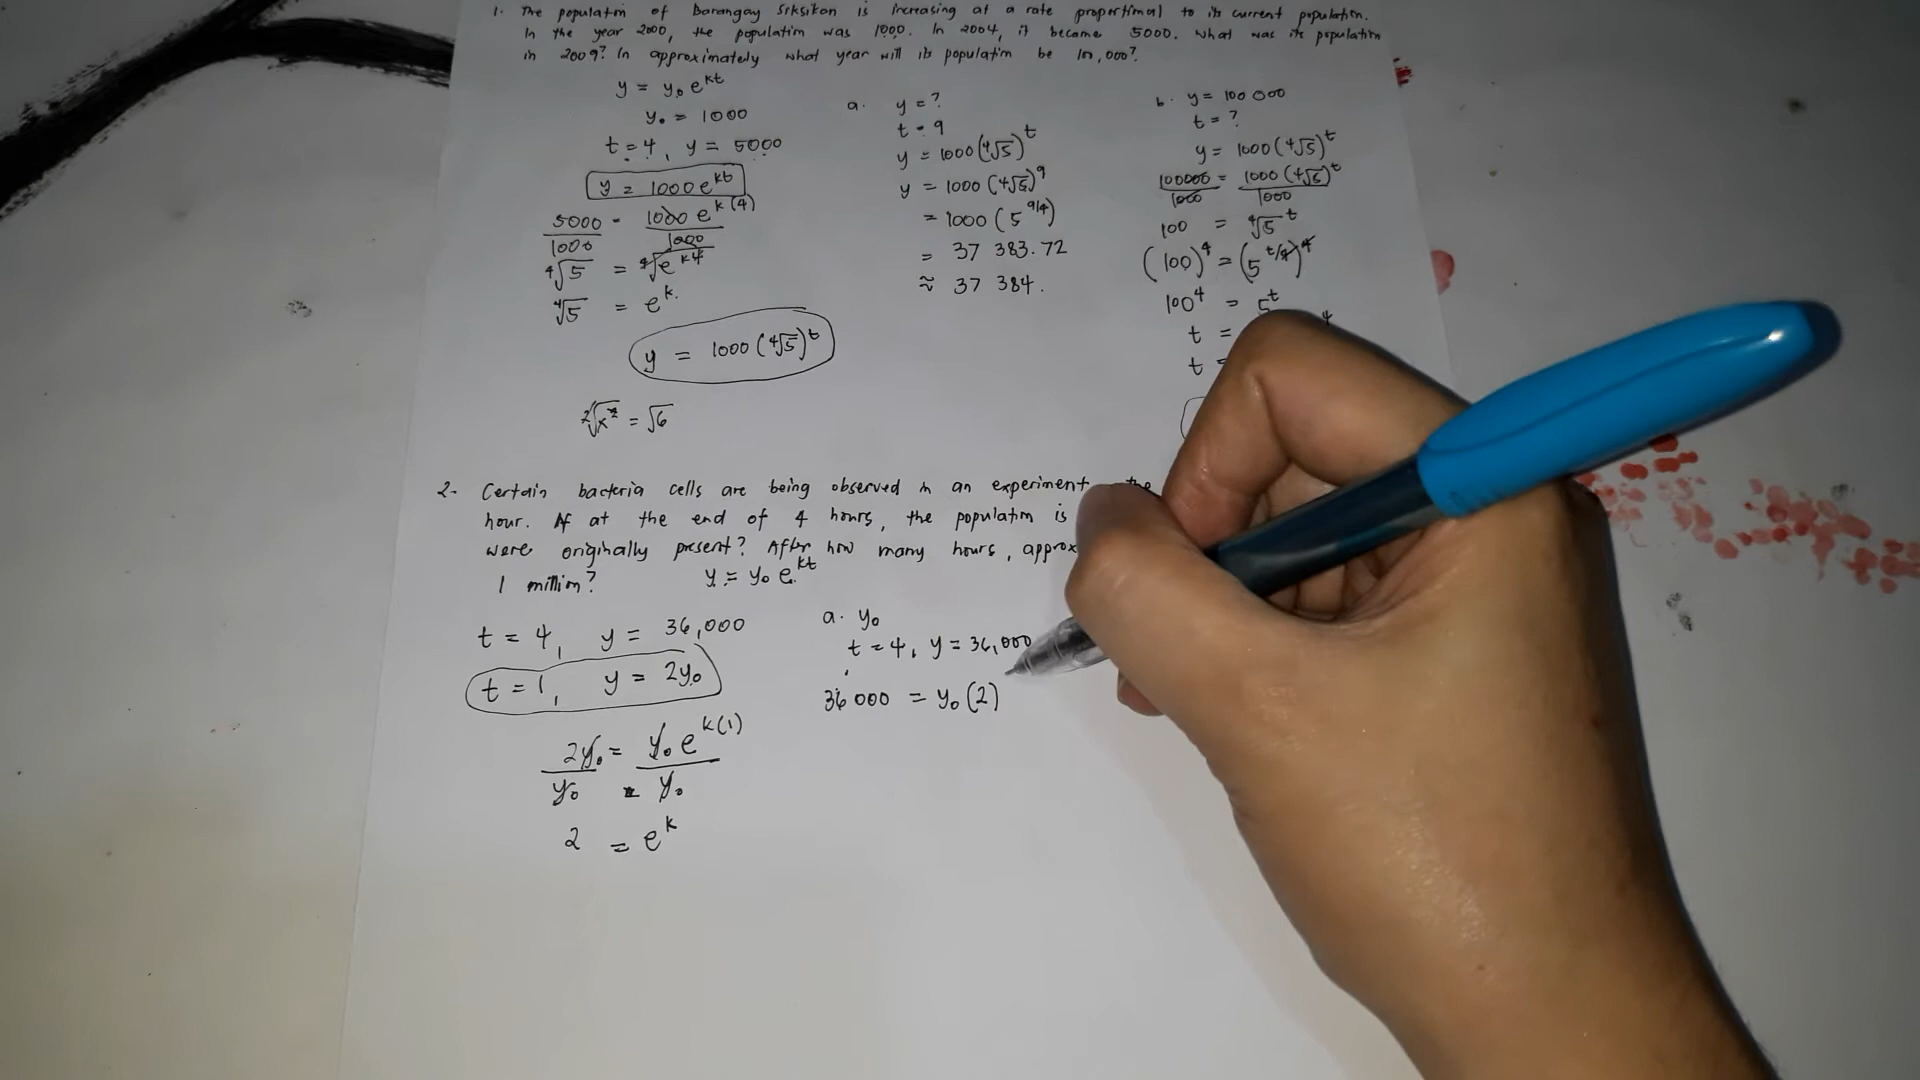 1. The population of Barangay Siksikan is increasing at a rate proportional to its current population.
In the year 2000, the population was 1000. In 2004, it became 5000. What was its population
in 2009? In approximately what year will its population be 100,000?
y = y₀e^{kt}
y₀ = 1000
t = 4, y = 5000
y = 1000e^{kt}
5000/1000 = 1000e^{k(4)}/1000
⁴√5 = ⁴√e^{k4}
⁴√5 = e^{k}
y = 1000(⁴√5)^{t}
a. y = ?
t = 9
y = 1000(⁴√5)^{t}
y = 1000(⁴√5)^{9}
= 1000(5^{9/4})
= 37 383.72
≈ 37 384.
b. y = 100 000
t = ?
y = 1000(⁴√5)^{t}
100000/1000 = 1000(⁴√5)^{t}/1000
100 = ⁴√5^{t}
(100)⁴ = (5^{t/4})⁴
100⁴ = 5^{t}
t =
t =
2. Certain bacteria cells are being observed in an experiment
hour. If at the end of 4 hours, the population is
were originally present? After how many hours,
1 million?
y = y₀e^{kt}
t = 4, y = 36,000
t = 1, y = 2y₀
2y₀/y₀ = y₀e^{k(1)}/y₀
2 = e^{k}
a. y₀
t = 4, y = 36,000
36 000 = y₀(2)